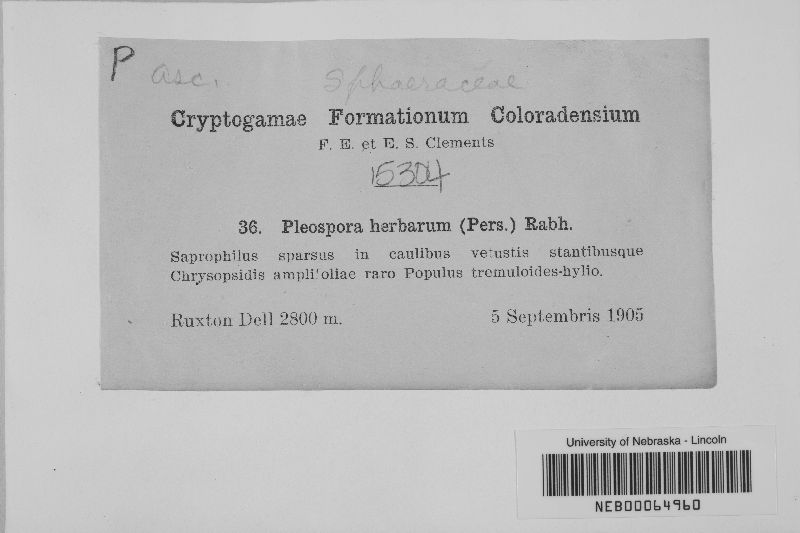 P Asc. Sphaeraceae
Cryptogamae Formationum Coloradensium
F. E. et E. S. Clements
15304
36. Pleospora herbarum (Pers.) Rabh.
Saprophilus sparsus in caulibus vetustis stantibusque
Chrysopsidis amplifoliae raro Populus tremuloides-hylio.
Ruxton Dell 2800 m. 5 Septembris 1905
University of Nebraska - Lincoln
NEB00064960